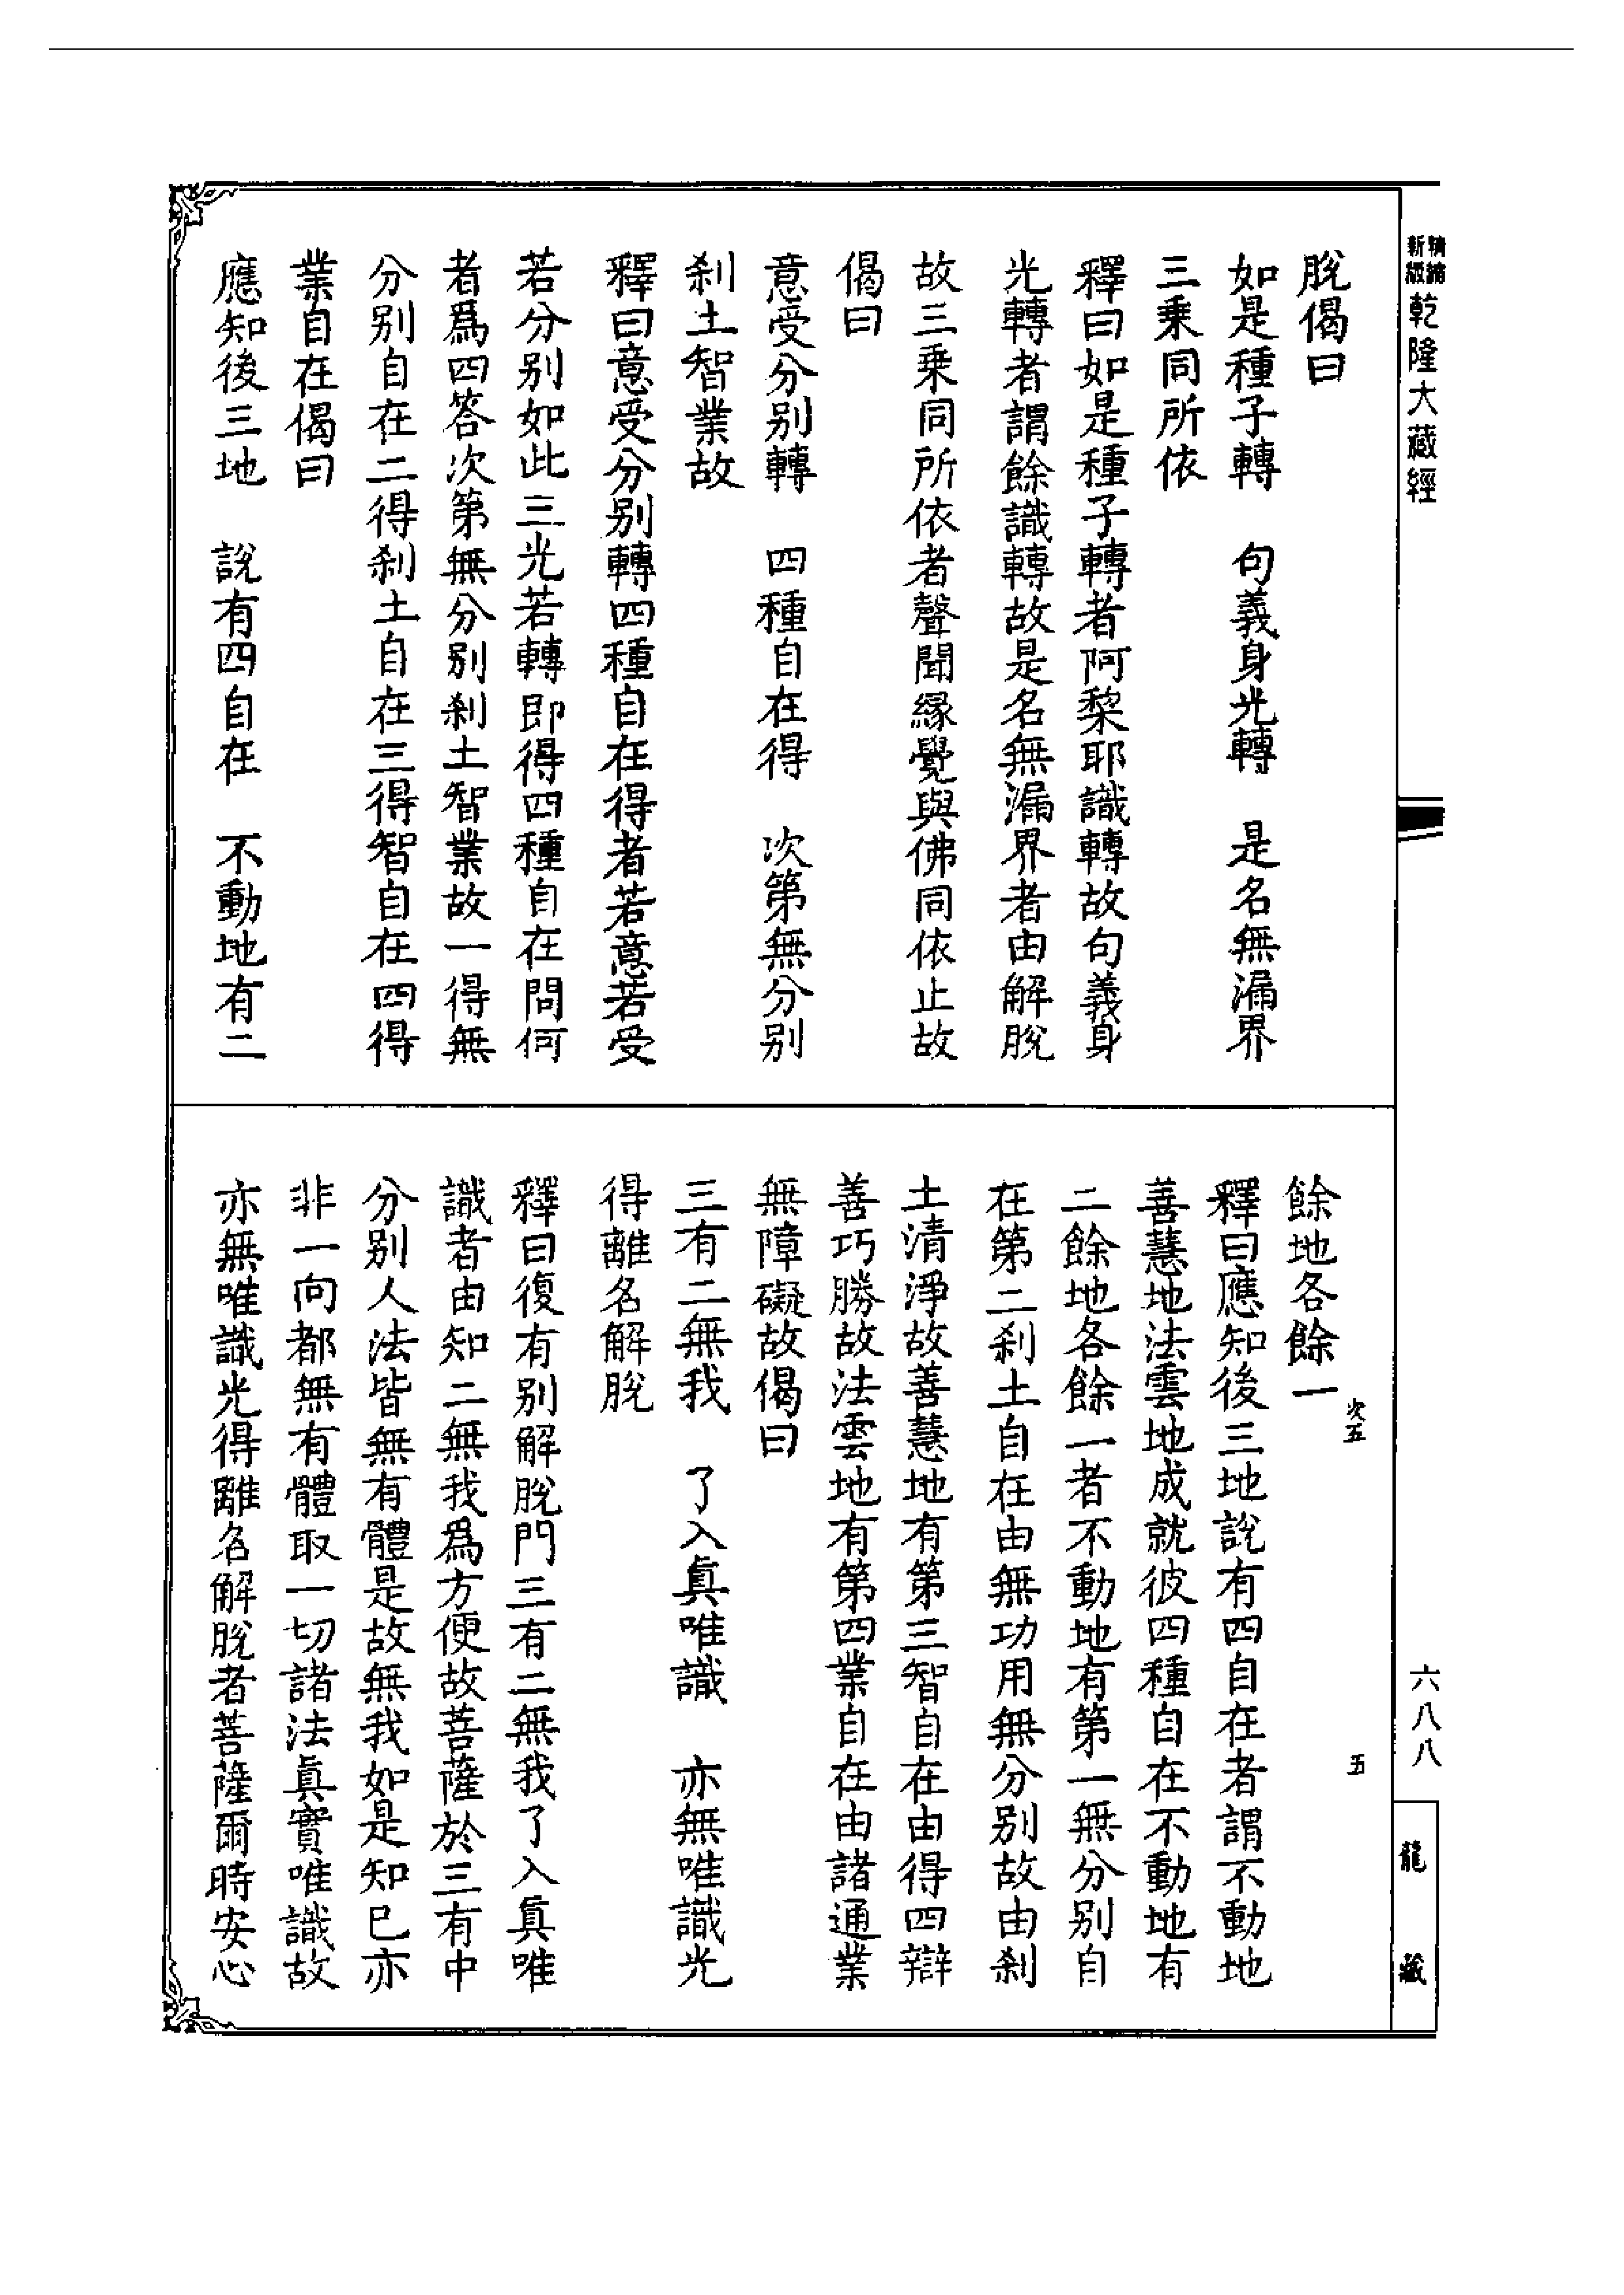 精縮
新級
乾隆大藏經
脫偈曰
如是種子轉　句義身光轉　是名無漏界
三乘同所依
釋曰如是種子轉者阿棃耶識轉故句義身
光轉者謂餘識轉故是名無漏界者由解脫
故三乘同所依者聲聞緣覺與佛同依止故
偈曰
意受分別轉　四種自在得　次第無分別
刹土智業故
釋曰意受分別轉四種自在得者若意若受
若分別如此三光若轉即得四種自在問何
者爲四答次第無分別刹土智業故一得無
分別自在二得刹土自在三得智自在四得
業自在偈曰
應知後三地　說有四自在　不動地有二
餘地各餘一
釋曰應知後三地說有四自在者謂不動地
善慧地法雲地成就彼四種自在不動地有
二餘地各餘一者不動地有第一無分別自
在第二刹土自在由無功用無分別故由刹
土清淨故善慧地有第三智自在由得四辯
善巧勝故法雲地有第四業自在由諸通業
無障礙故偈曰
三有二無我　了入眞唯識　亦無唯識光
得離名解脫
釋曰復有別解脫門三有二無我了入眞唯
識者由知二無我爲方便故菩薩於三有中
分別人法皆無有體是故無我如是知已亦
非一向都無有體取一切諸法眞實唯識故
亦無唯識光得離名解脫者菩薩爾時安心
次五
五
六八八
龍藏